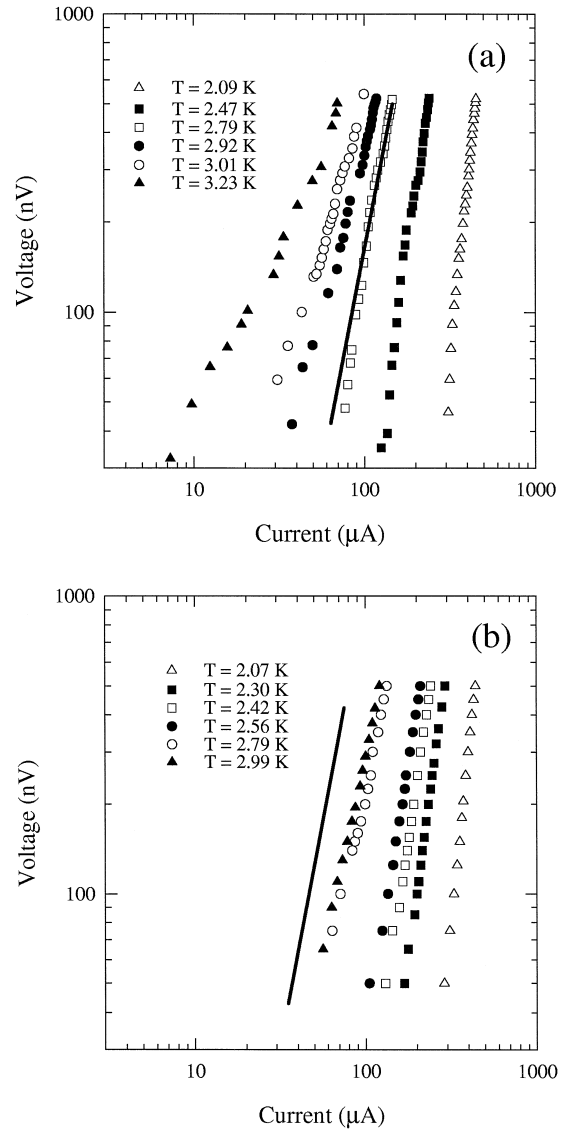 1000
(a)
△ T = 2.09 K
■ T = 2.47 K
□ T = 2.79 K
● T = 2.92 K
○ T = 3.01 K
▲ T = 3.23 K
Voltage (nV)
100
10 100 1000
Current (μA)
1000
(b)
△ T = 2.07 K
■ T = 2.30 K
□ T = 2.42 K
● T = 2.56 K
○ T = 2.79 K
▲ T = 2.99 K
Voltage (nV)
100
10 100 1000
Current (μA)